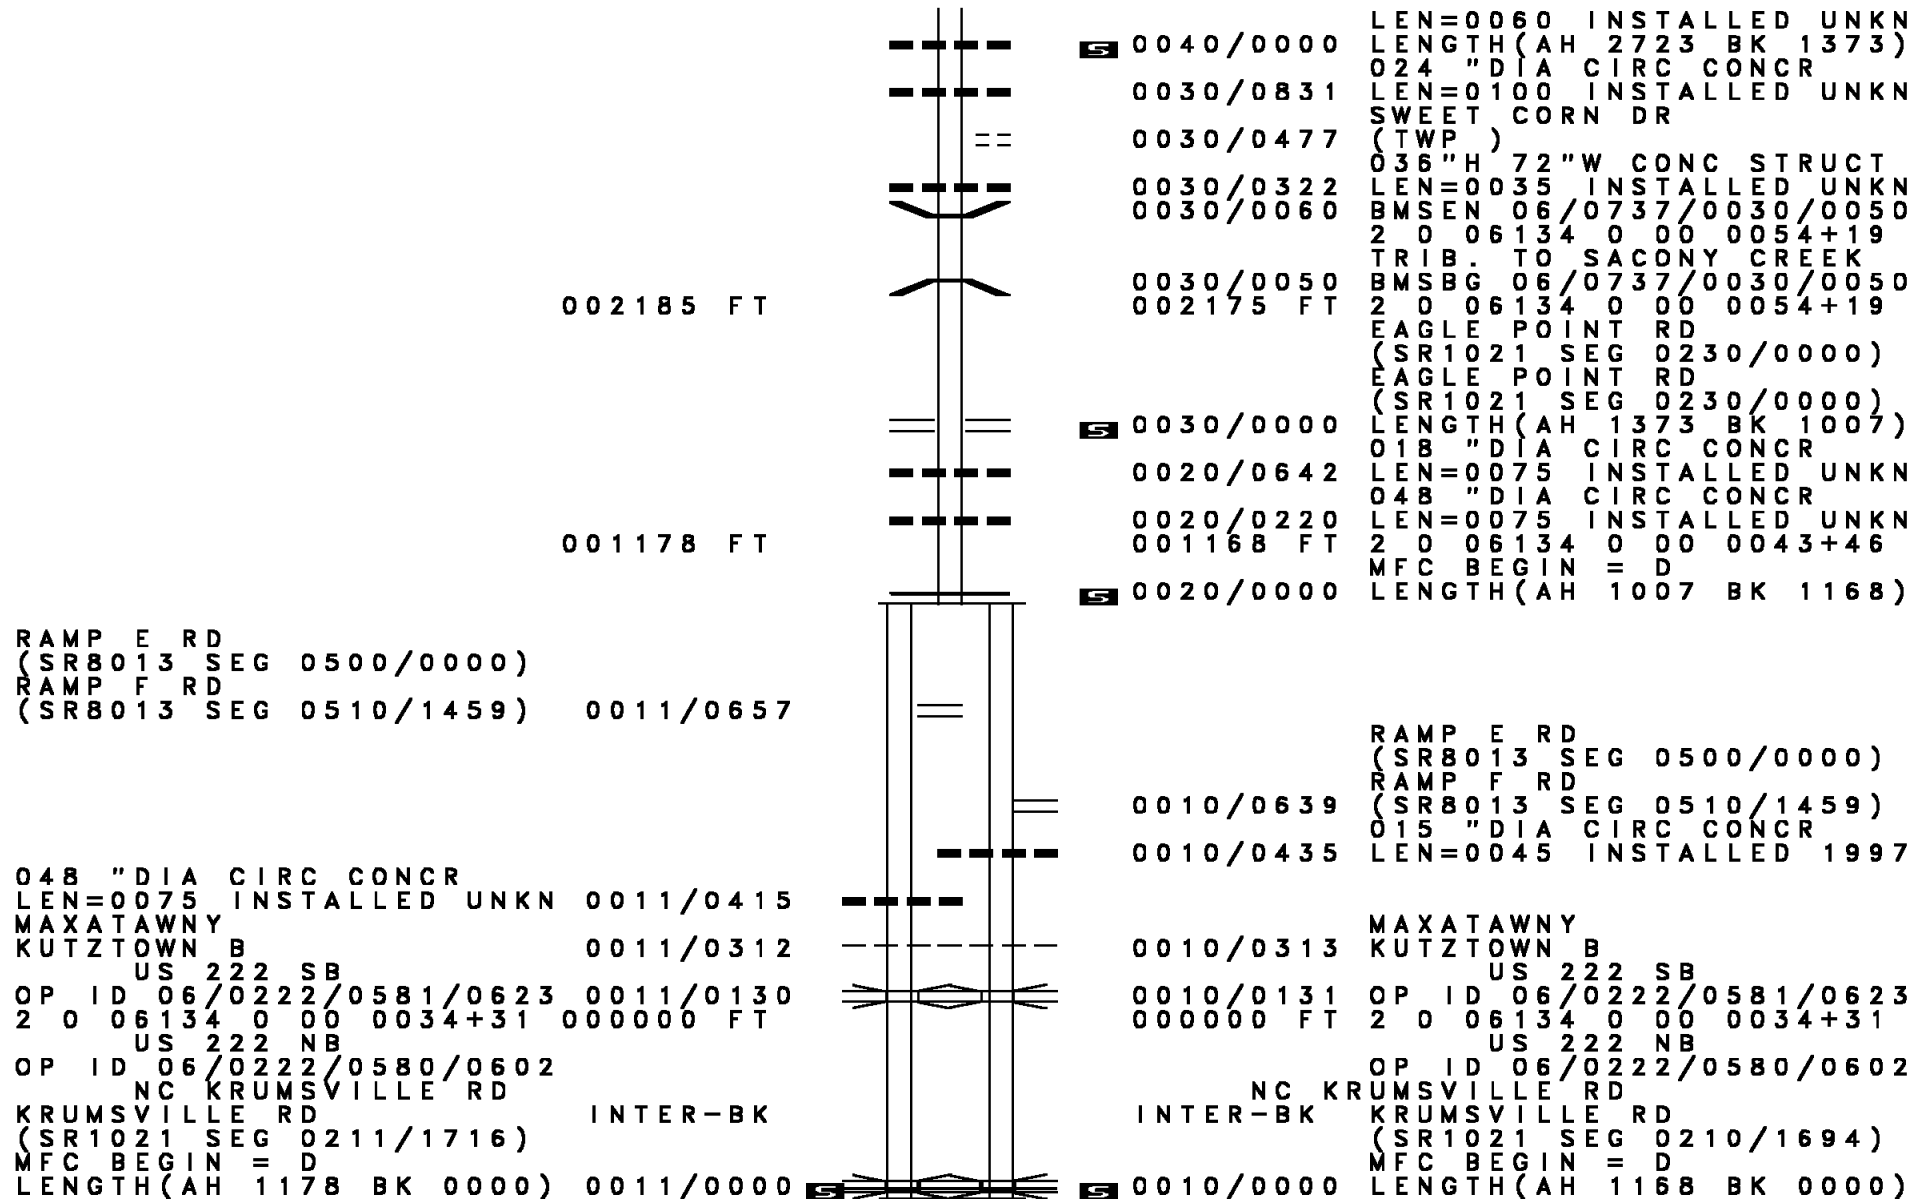 LEN=0060 INSTALLED UNKN
S 0040/0000 LENGTH(AH 2723 BK 1373)
024 "DIA CIRC CONCR
0030/0831 LEN=0100 INSTALLED UNKN
SWEET CORN DR
0030/0477 (TWP )
036"H 72"W CONC STRUCT
0030/0322 LEN=0035 INSTALLED UNKN
0030/0060 BMSEN 06/0737/0030/0050
2 0 06134 0 00 0054+19
TRIB. TO SACONY CREEK
0030/0050 BMSBG 06/0737/0030/0050
002185 FT 002175 FT 2 0 06134 0 00 0054+19
EAGLE POINT RD
(SR1021 SEG 0230/0000)
EAGLE POINT RD
(SR1021 SEG 0230/0000)
S 0030/0000 LENGTH(AH 1373 BK 1007)
018 "DIA CIRC CONCR
0020/0642 LEN=0075 INSTALLED UNKN
048 "DIA CIRC CONCR
0020/0220 LEN=0075 INSTALLED UNKN
001178 FT 001168 FT 2 0 06134 0 00 0043+46
MFC BEGIN = D
S 0020/0000 LENGTH(AH 1007 BK 1168)
RAMP E RD
(SR8013 SEG 0500/0000)
RAMP F RD
(SR8013 SEG 0510/1459) 0011/0657
RAMP E RD
(SR8013 SEG 0500/0000)
RAMP F RD
0010/0639 (SR8013 SEG 0510/1459)
015 "DIA CIRC CONCR
0010/0435 LEN=0045 INSTALLED 1997
048 "DIA CIRC CONCR
LEN=0075 INSTALLED UNKN 0011/0415
MAXATAWNY MAXATAWNY
KUTZTOWN B 0011/0312 0010/0313 KUTZTOWN B
US 222 SB US 222 SB
OP ID 06/0222/0581/0623 0011/0130 0010/0131 OP ID 06/0222/0581/0623
2 0 06134 0 00 0034+31 000000 FT 000000 FT 2 0 06134 0 00 0034+31
US 222 NB US 222 NB
OP ID 06/0222/0580/0602 OP ID 06/0222/0580/0602
NC KRUMSVILLE RD NC KRUMSVILLE RD
KRUMSVILLE RD INTER-BK INTER-BK KRUMSVILLE RD
(SR1021 SEG 0211/1716) (SR1021 SEG 0210/1694)
MFC BEGIN = D MFC BEGIN = D
LENGTH(AH 1178 BK 0000) 0011/0000 S S 0010/0000 LENGTH(AH 1168 BK 0000)